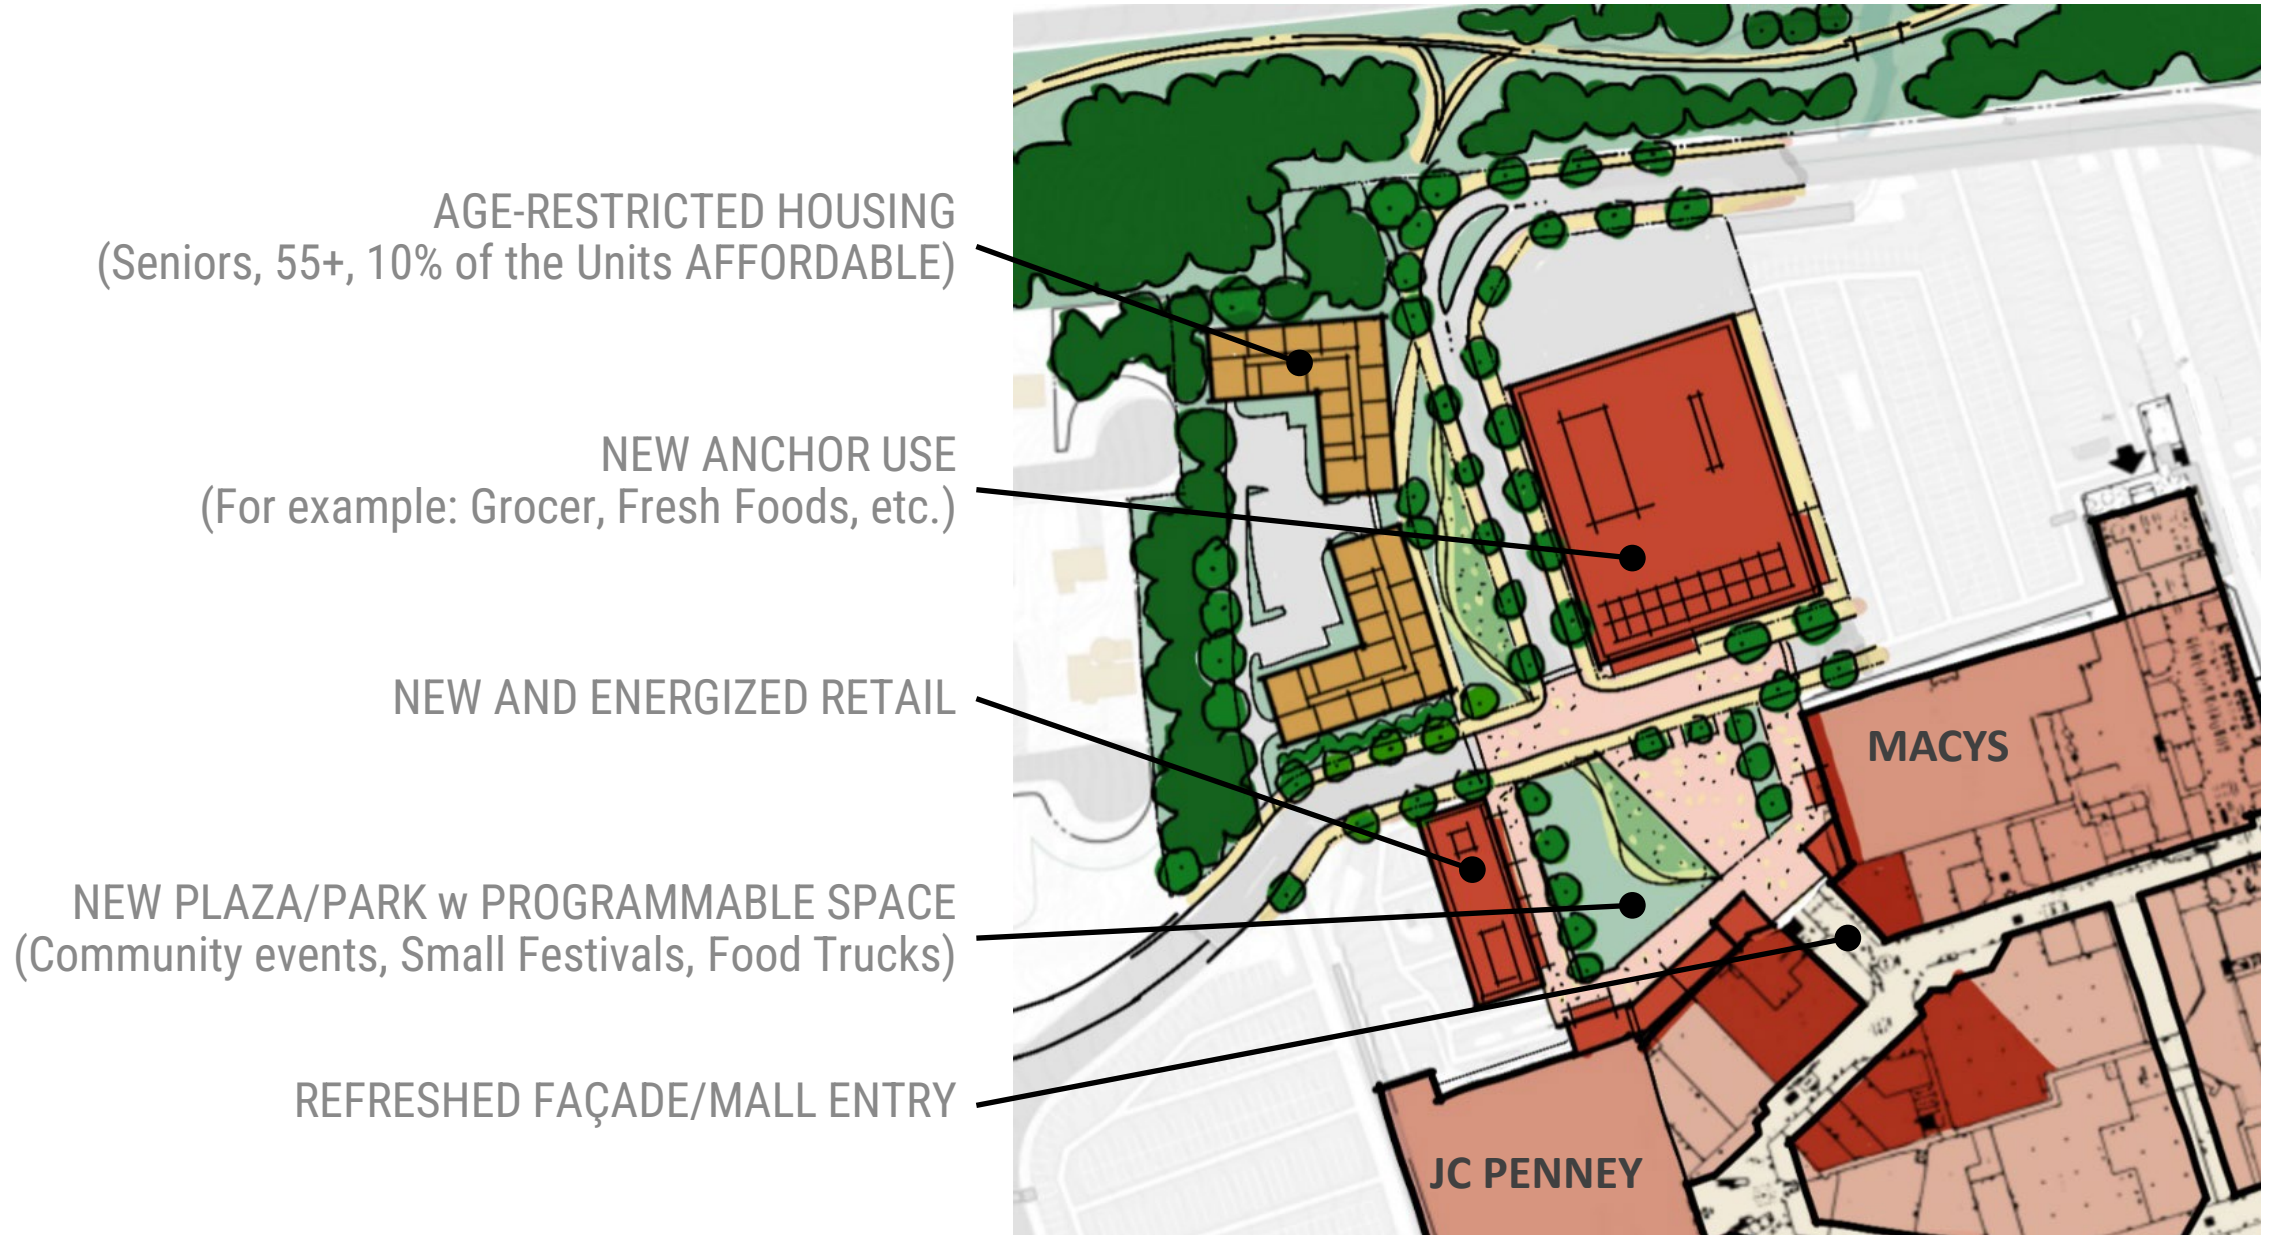 AGE-RESTRICTED HOUSING
(Seniors, 55+, 10% of the Units AFFORDABLE)
NEW ANCHOR USE
(For example: Grocer, Fresh Foods, etc.)
NEW AND ENERGIZED RETAIL
NEW PLAZA/PARK w PROGRAMMABLE SPACE
(Community events, Small Festivals, Food Trucks)
REFRESHED FAÇADE/MALL ENTRY
MACYS
JC PENNEY